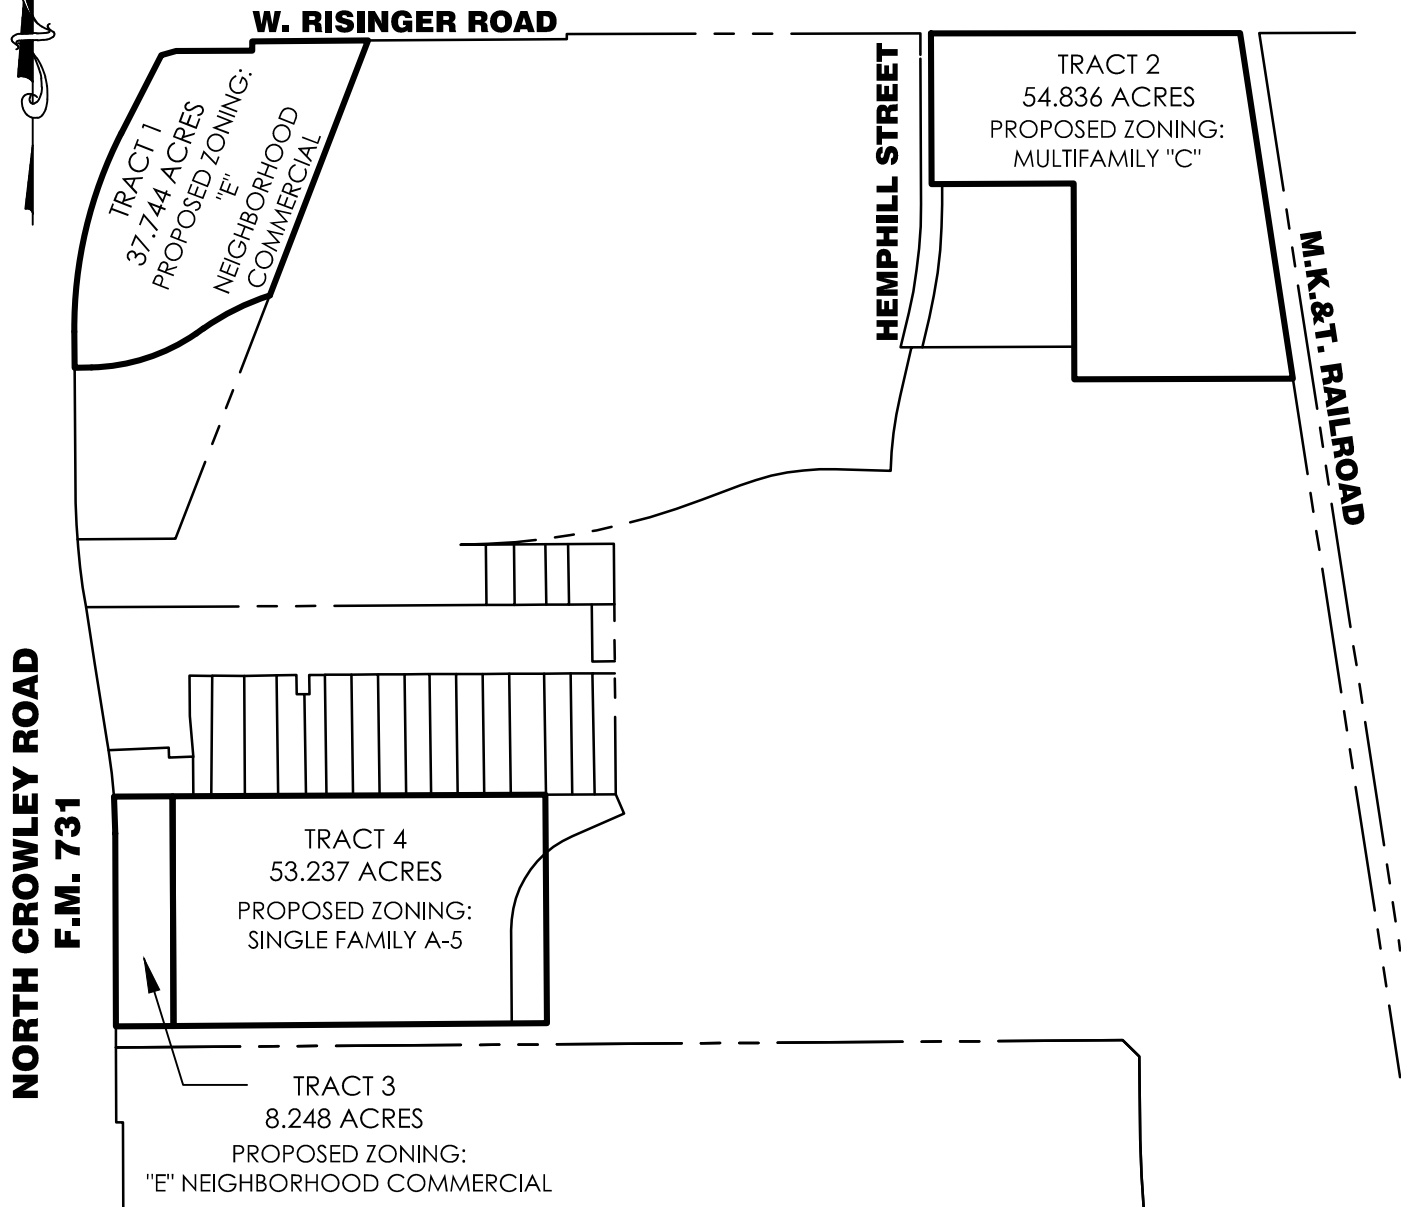 W. RISINGER ROAD
TRACT 1
37.744 ACRES
PROPOSED ZONING:
"E"
NEIGHBORHOOD
COMMERCIAL
HEMPHILL STREET
TRACT 2
54.836 ACRES
PROPOSED ZONING:
MULTIFAMILY "C"
M.K.&T. RAILROAD
NORTH CROWLEY ROAD
F.M. 731
TRACT 4
53.237 ACRES
PROPOSED ZONING:
SINGLE FAMILY A-5
TRACT 3
8.248 ACRES
PROPOSED ZONING:
"E" NEIGHBORHOOD COMMERCIAL